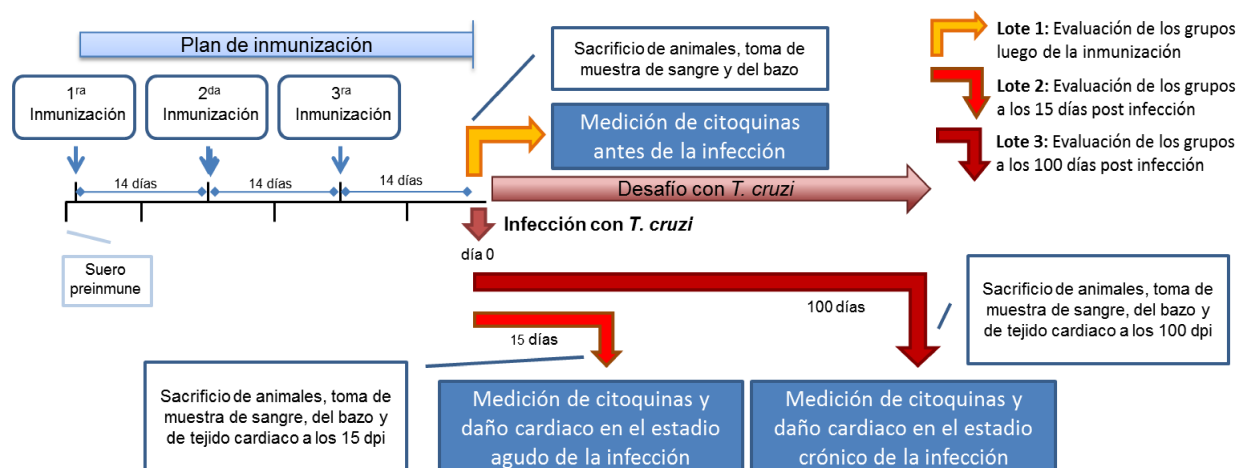 Plan de inmunización
1ra
Inmunización
2da
Inmunización
3ra
Inmunización
14 días
14 días
14 días
Suero
preinmune
Sacrificio de animales, toma de
muestra de sangre y del bazo
Medición de citoquinas
antes de la infección
Desafío con T. cruzi
Infección con T. cruzi
día 0
100 días
15 días
Lote 1: Evaluación de los grupos
luego de la inmunización
Lote 2: Evaluación de los grupos
a los 15 días post infección
Lote 3: Evaluación de los grupos
a los 100 días post infección
Sacrificio de animales, toma de
muestra de sangre, del bazo y
de tejido cardiaco a los 100 dpi
Sacrificio de animales, toma de
muestra de sangre, del bazo y
de tejido cardiaco a los 15 dpi
Medición de citoquinas y
daño cardiaco en el estadio
agudo de la infección
Medición de citoquinas y
daño cardiaco en el estadio
crónico de la infección